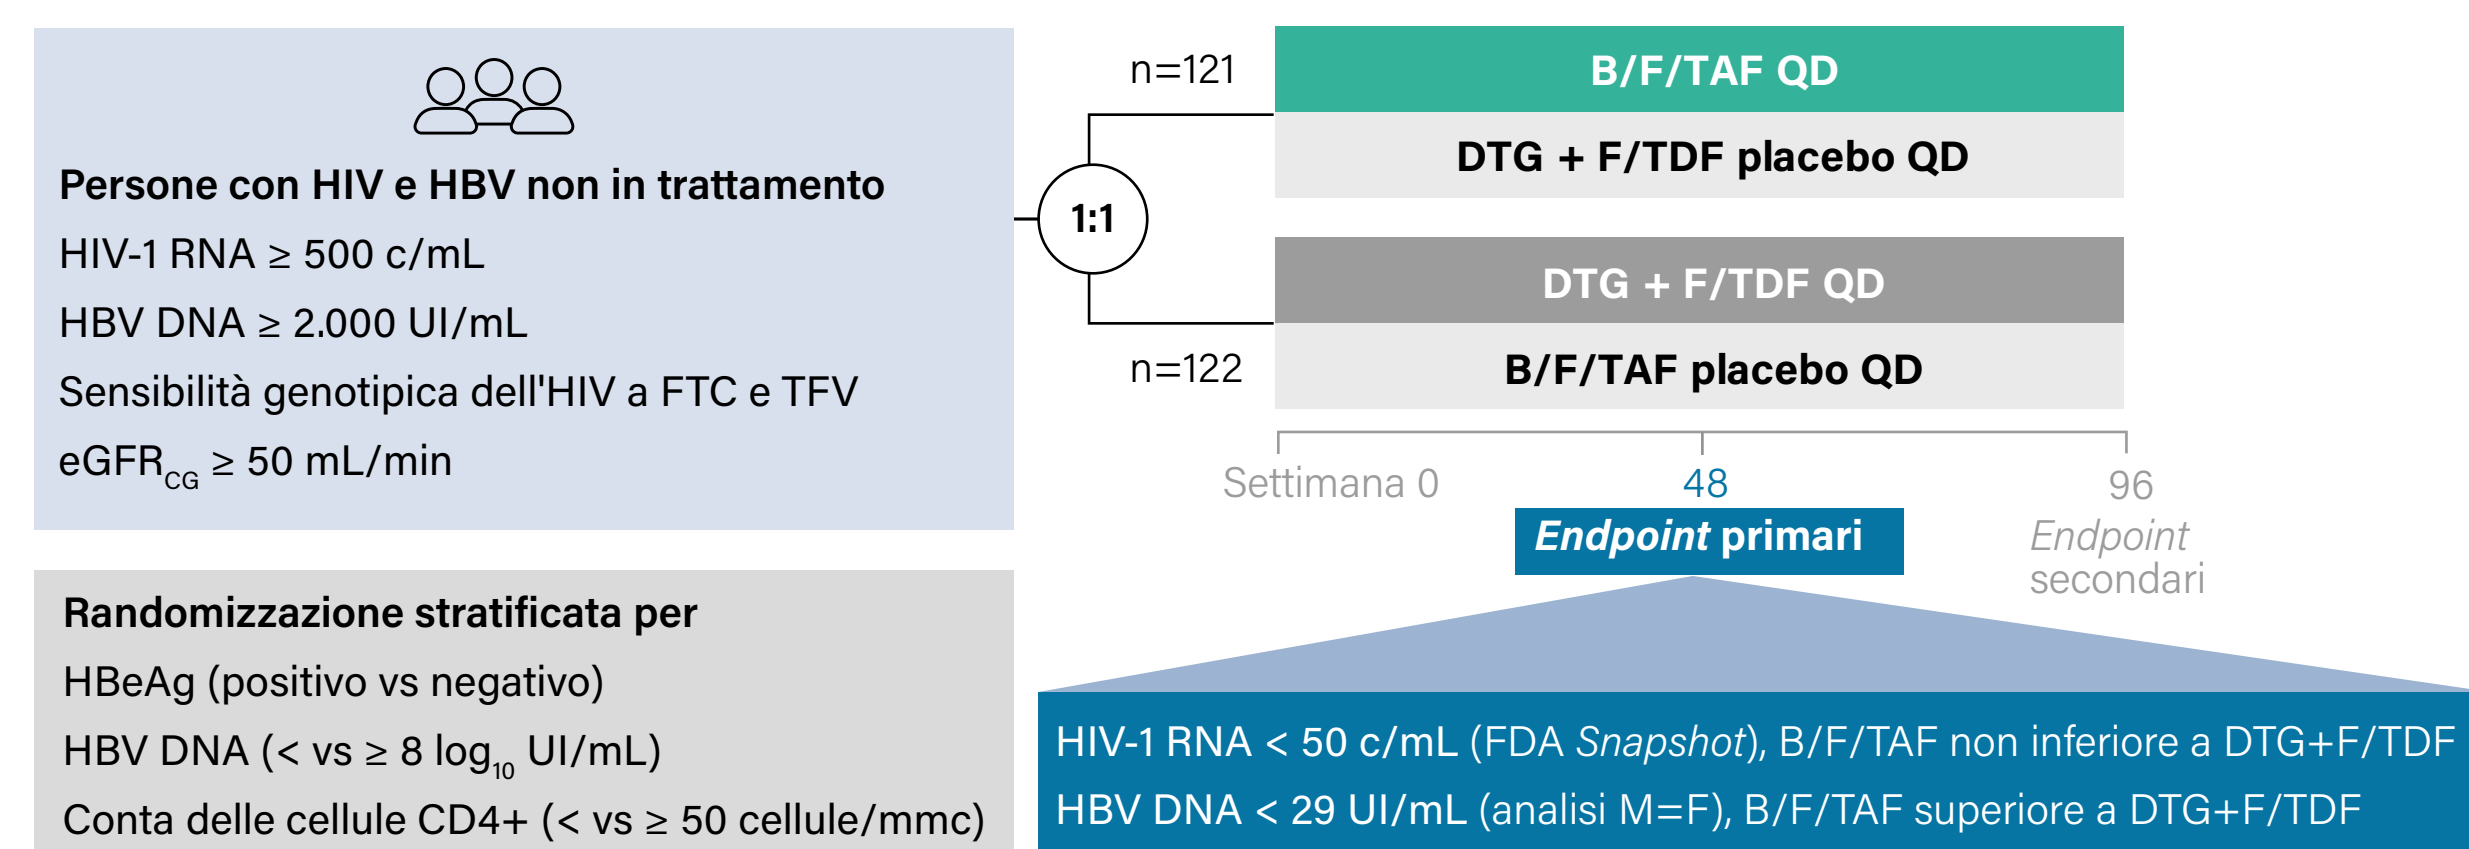 Persone con HIV e HBV non in trattamento
HIV-1 RNA ≥ 500 c/mL
HBV DNA ≥ 2.000 UI/mL
Sensibilità genotipica dell'HIV a FTC e TFV
eGFR_CG ≥ 50 mL/min
Randomizzazione stratificata per
HBeAg (positivo vs negativo)
HBV DNA (< vs ≥ 8 log₁₀ UI/mL)
Conta delle cellule CD4+ (< vs ≥ 50 cellule/mmc)
1:1
n=121
B/F/TAF QD
DTG + F/TDF placebo QD
DTG + F/TDF QD
n=122
B/F/TAF placebo QD
Settimana 0
48
96
Endpoint primari
Endpoint
secondari
HIV-1 RNA < 50 c/mL (FDA Snapshot), B/F/TAF non inferiore a DTG+F/TDF
HBV DNA < 29 UI/mL (analisi M=F), B/F/TAF superiore a DTG+F/TDF